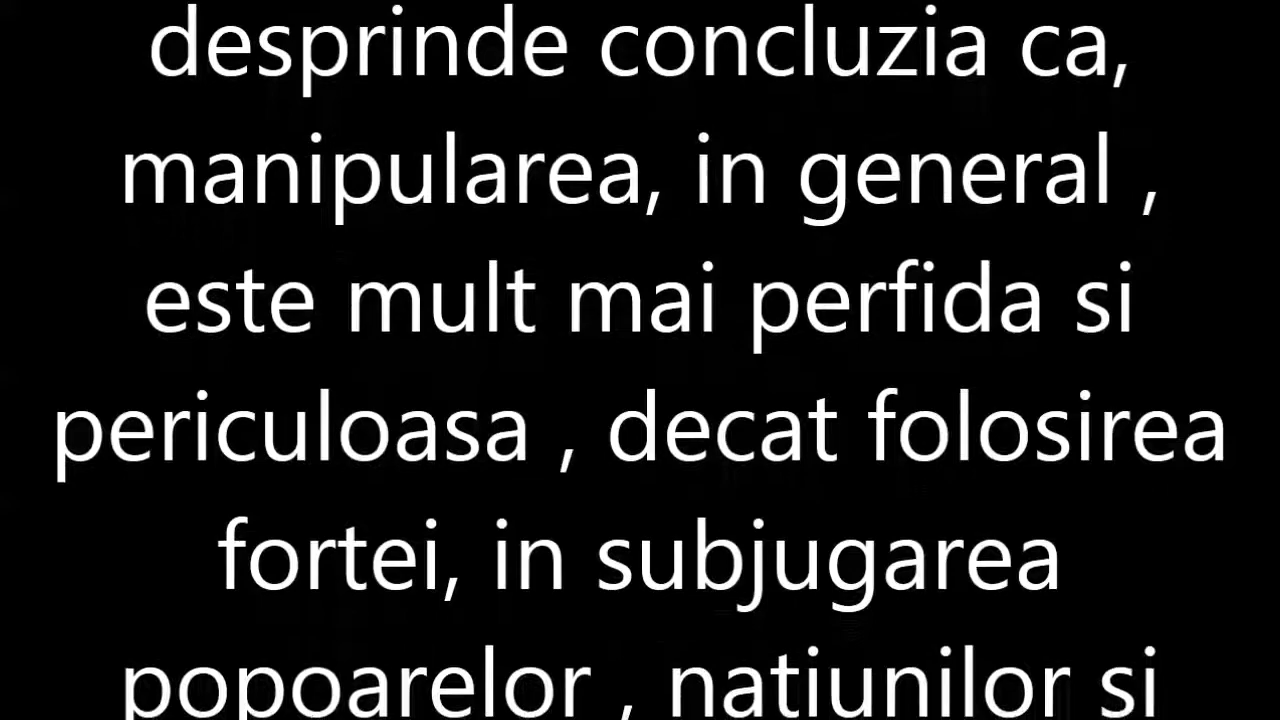 desprinde concluzia ca,
manipularea, in general ,
este mult mai perfida si
periculoasa , decat folosirea
fortei, in subjugarea
popoarelor , natiunilor si